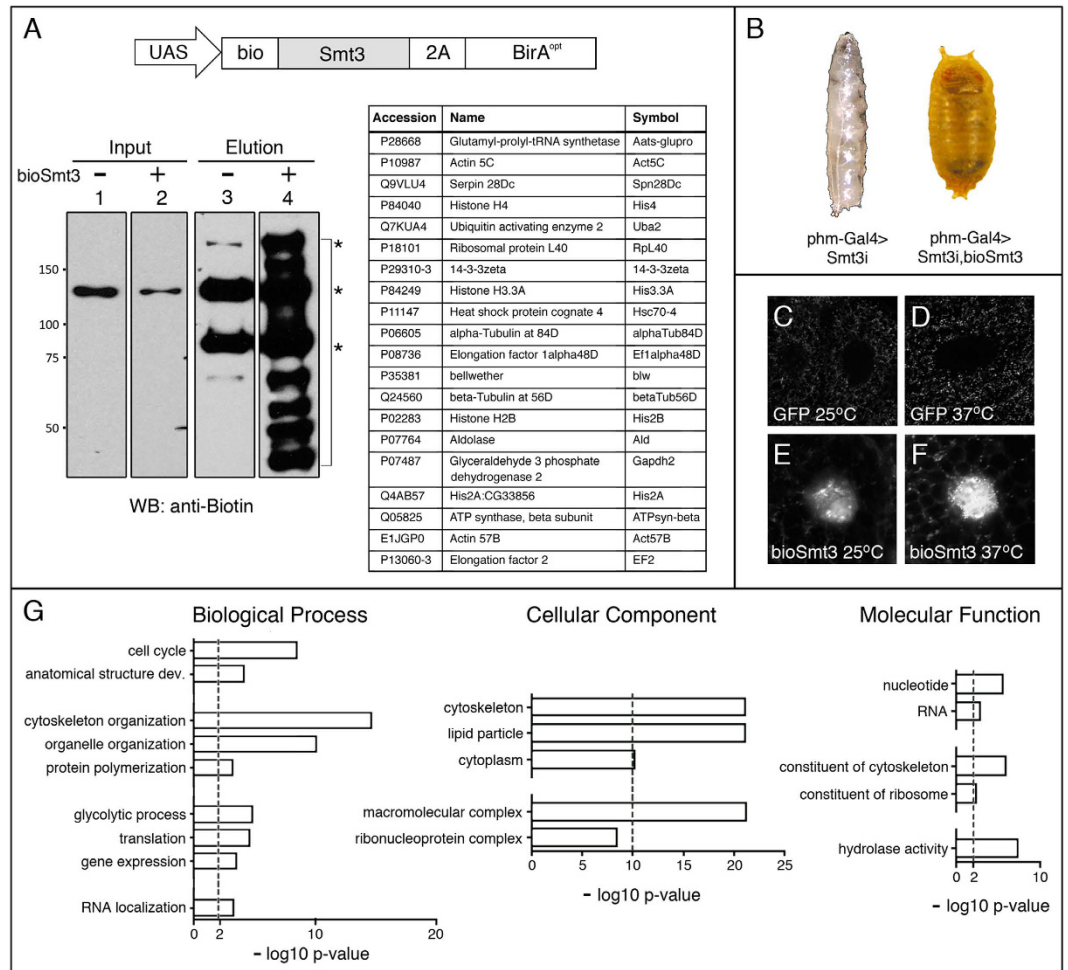 A
UAS bio Smt3 2A BirAopt
Input Elution
bioSmt3 - + - +
1 2 3 4
150
100
75
50
*
*
*
WB: anti-Biotin
Accession Name Symbol
P28668 Glutamyl-prolyl-tRNA synthetase Aats-glupro
P10987 Actin 5C Act5C
Q9VLU4 Serpin 28Dc Spn28Dc
P84040 Histone H4 His4
Q7KUA4 Ubiquitin activating enzyme 2 Uba2
P18101 Ribosomal protein L40 RpL40
P29310-3 14-3-3zeta 14-3-3zeta
P84249 Histone H3.3A His3.3A
P11147 Heat shock protein cognate 4 Hsc70-4
P06605 alpha-Tubulin at 84D alphaTub84D
P08736 Elongation factor 1alpha48D Ef1alpha48D
P35381 bellwether blw
Q24560 beta-Tubulin at 56D betaTub56D
P02283 Histone H2B His2B
P07764 Aldolase Ald
P07487 Glyceraldehyde 3 phosphate Gapdh2
dehydrogenase 2
Q4AB57 His2A:CG33856 His2A
Q05825 ATP synthase, beta subunit ATPsyn-beta
E1JGP0 Actin 57B Act57B
P13060-3 Elongation factor 2 EF2
B
phm-Gal4>
Smt3i
phm-Gal4>
Smt3i,bioSmt3
C
GFP 25ºC
D
GFP 37ºC
E
bioSmt3 25ºC
F
bioSmt3 37ºC
G
Biological Process
cell cycle
anatomical structure dev.
cytoskeleton organization
organelle organization
protein polymerization
glycolytic process
translation
gene expression
RNA localization
0 2 10 20
- log10 p-value
Cellular Component
cytoskeleton
lipid particle
cytoplasm
macromolecular complex
ribonucleoprotein complex
0 5 10 15 20 25
- log10 p-value
Molecular Function
nucleotide
RNA
constituent of cytoskeleton
constituent of ribosome
hydrolase activity
0 2 10
- log10 p-value